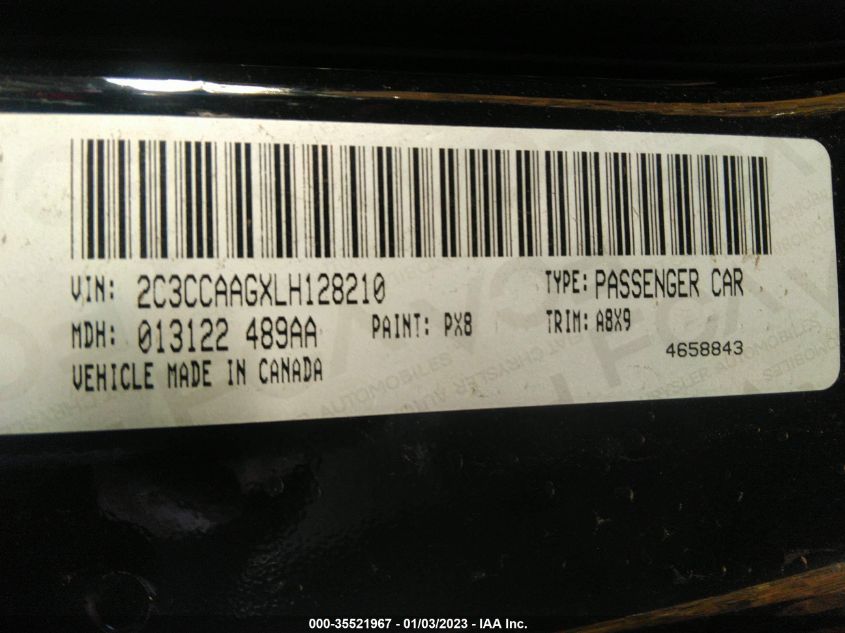 VIN: 2C3CCAAGXLH128210 TYPE: PASSENGER CAR
MDH: 013122 489AA PAINT: PX8 TRIM: A8X9
VEHICLE MADE IN CANADA 4658843
000-35521967 - 01/03/2023 - IAA Inc.